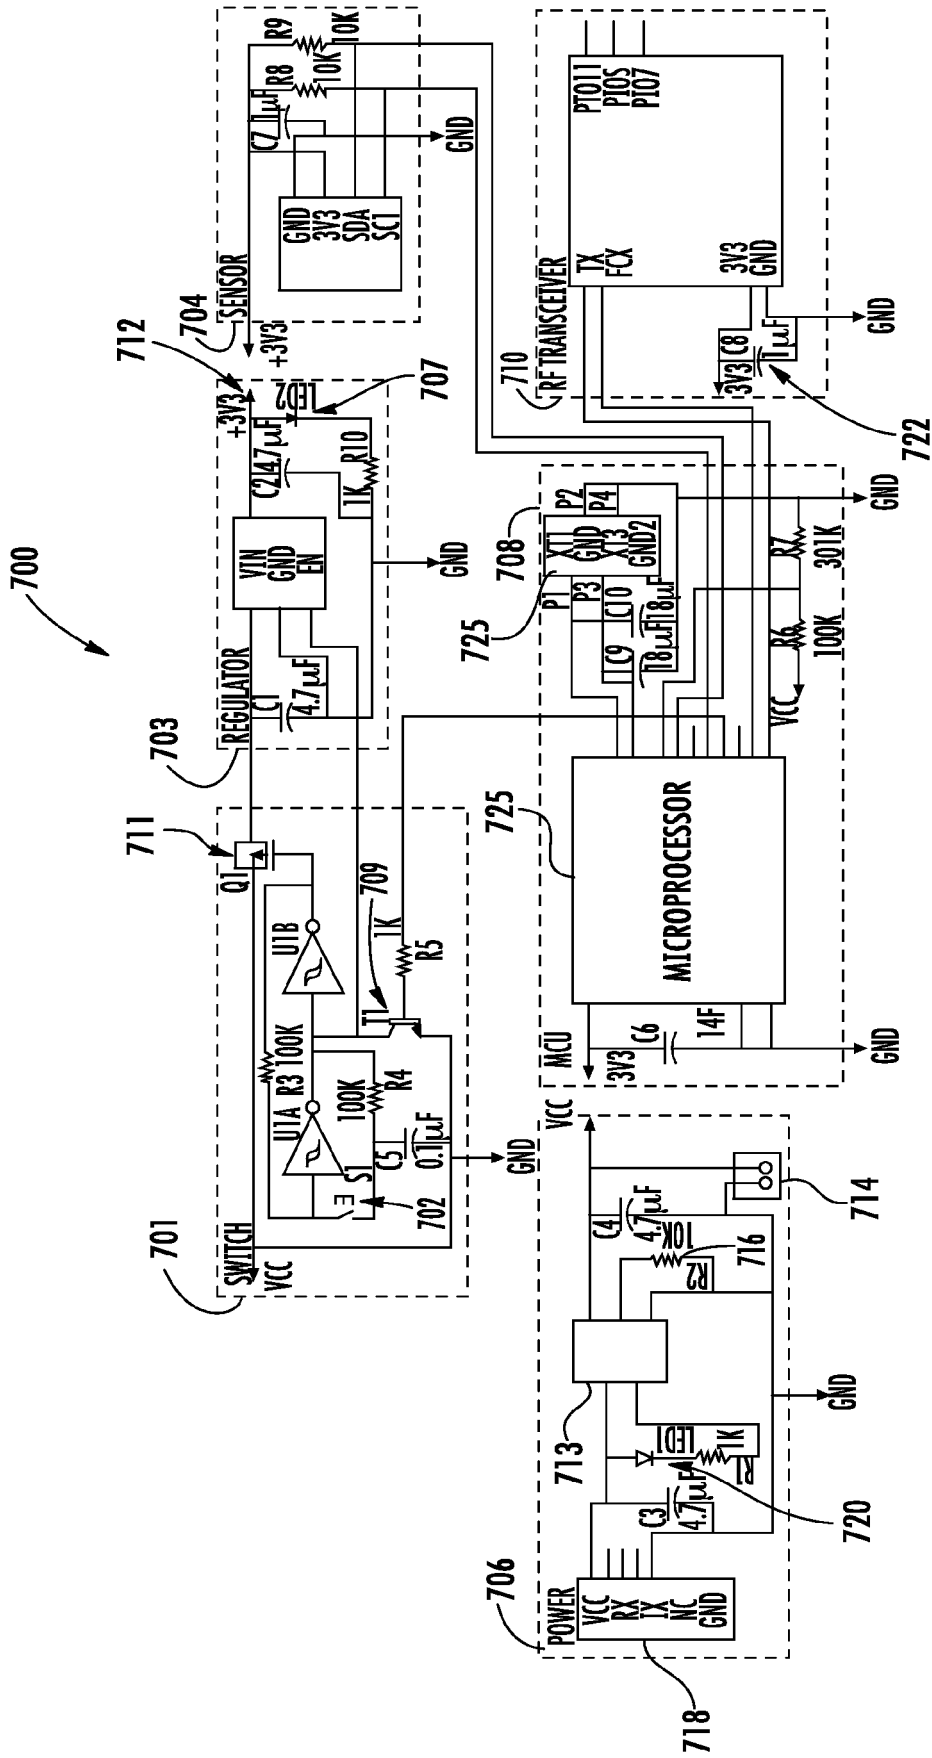 700
701
SWITCH
VCC
S1
E
702
U1A
R3
100K
100K
R4
C5
0.1µF
GND
U1B
Q1
711
T1
709
1K
R5
703
REGULATOR
C1
4.7µF
VIN
GND
EN
C2
4.7µF
+3V3
712
LED2
707
1K
R10
GND
704
SENSOR
+3V3
GND
3V3
SDA
SC1
C7
1µF
R8
10K
R9
10K
GND
706
POWER
VCC
RX
TX
NC
GND
718
C3
4.7µF
LED1
1K
R1
720
713
R2
10K
716
C4
4.7µF
VCC
714
GND
MCU
3V3
C6
14F
GND
725
MICROPROCESSOR
708
725
P1
P3
C9
18µF
C10
18µF
XT1
GND
XT3
GND2
P2
P4
VCC
R6
100K
R7
301K
GND
710
RF TRANSCEIVER
TX
FCX
3V3
GND
PTO11
PIOS
PIO7
3V3
C8
1µF
722
GND